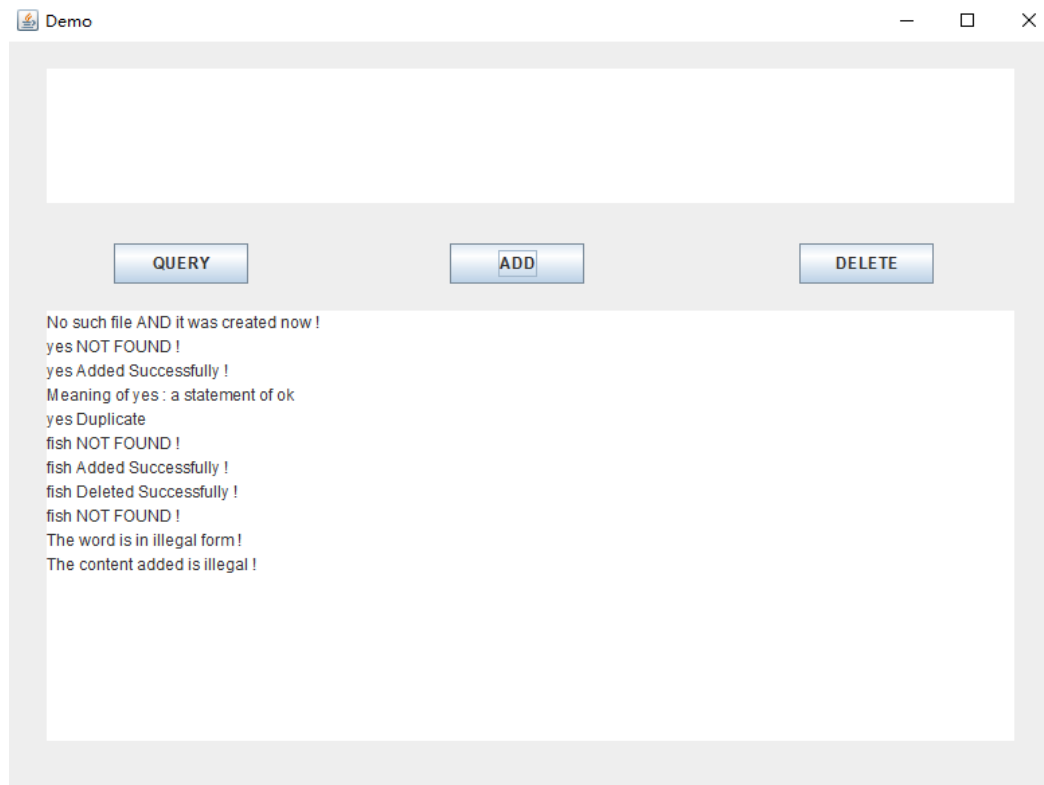 Demo
QUERY ADD DELETE
No such file AND it was created now !
yes NOT FOUND !
yes Added Successfully !
Meaning of yes : a statement of ok
yes Duplicate
fish NOT FOUND !
fish Added Successfully !
fish Deleted Successfully !
fish NOT FOUND !
The word is in illegal form !
The content added is illegal !